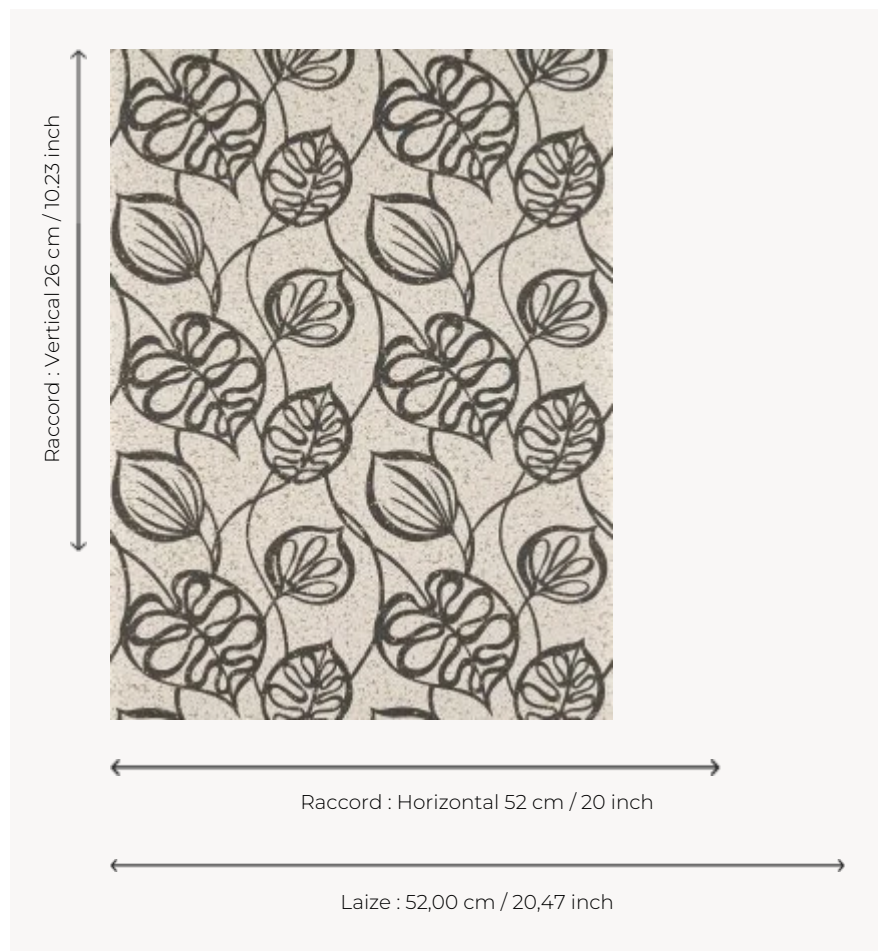 Raccord : Vertical 26 cm / 10.23 inch
Raccord : Horizontal 52 cm / 20 inch
Laize : 52,00 cm / 20,47 inch